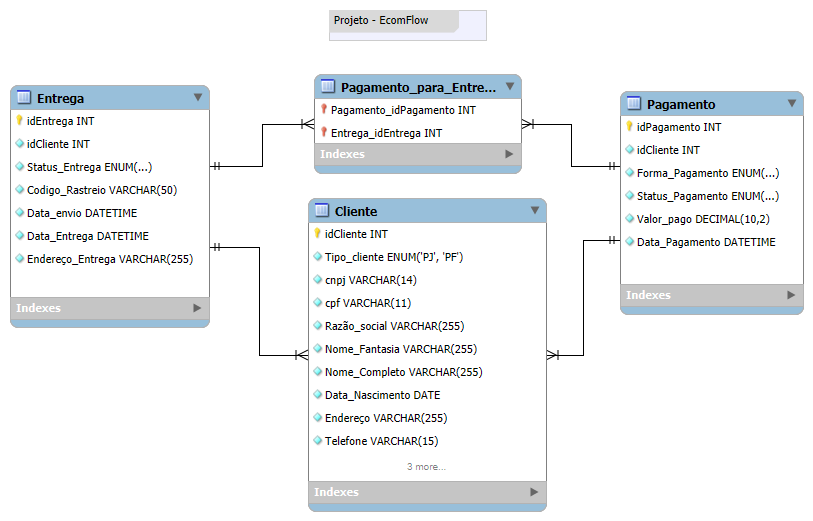 Projeto - EcomFlow
Entrega
idEntrega INT
idCliente INT
Status_Entrega ENUM(...)
Codigo_Rastreio VARCHAR(50)
Data_envio DATETIME
Data_Entrega DATETIME
Endereço_Entrega VARCHAR(255)
Indexes
Pagamento_para_Entre...
Pagamento_idPagamento INT
Entrega_idEntrega INT
Indexes
Cliente
idCliente INT
Tipo_cliente ENUM('PJ', 'PF')
cnpj VARCHAR(14)
cpf VARCHAR(11)
Razão_social VARCHAR(255)
Nome_Fantasia VARCHAR(255)
Nome_Completo VARCHAR(255)
Data_Nascimento DATE
Endereço VARCHAR(255)
Telefone VARCHAR(15)
3 more...
Indexes
Pagamento
idPagamento INT
idCliente INT
Forma_Pagamento ENUM(...)
Status_Pagamento ENUM(...)
Valor_pago DECIMAL(10,2)
Data_Pagamento DATETIME
Indexes